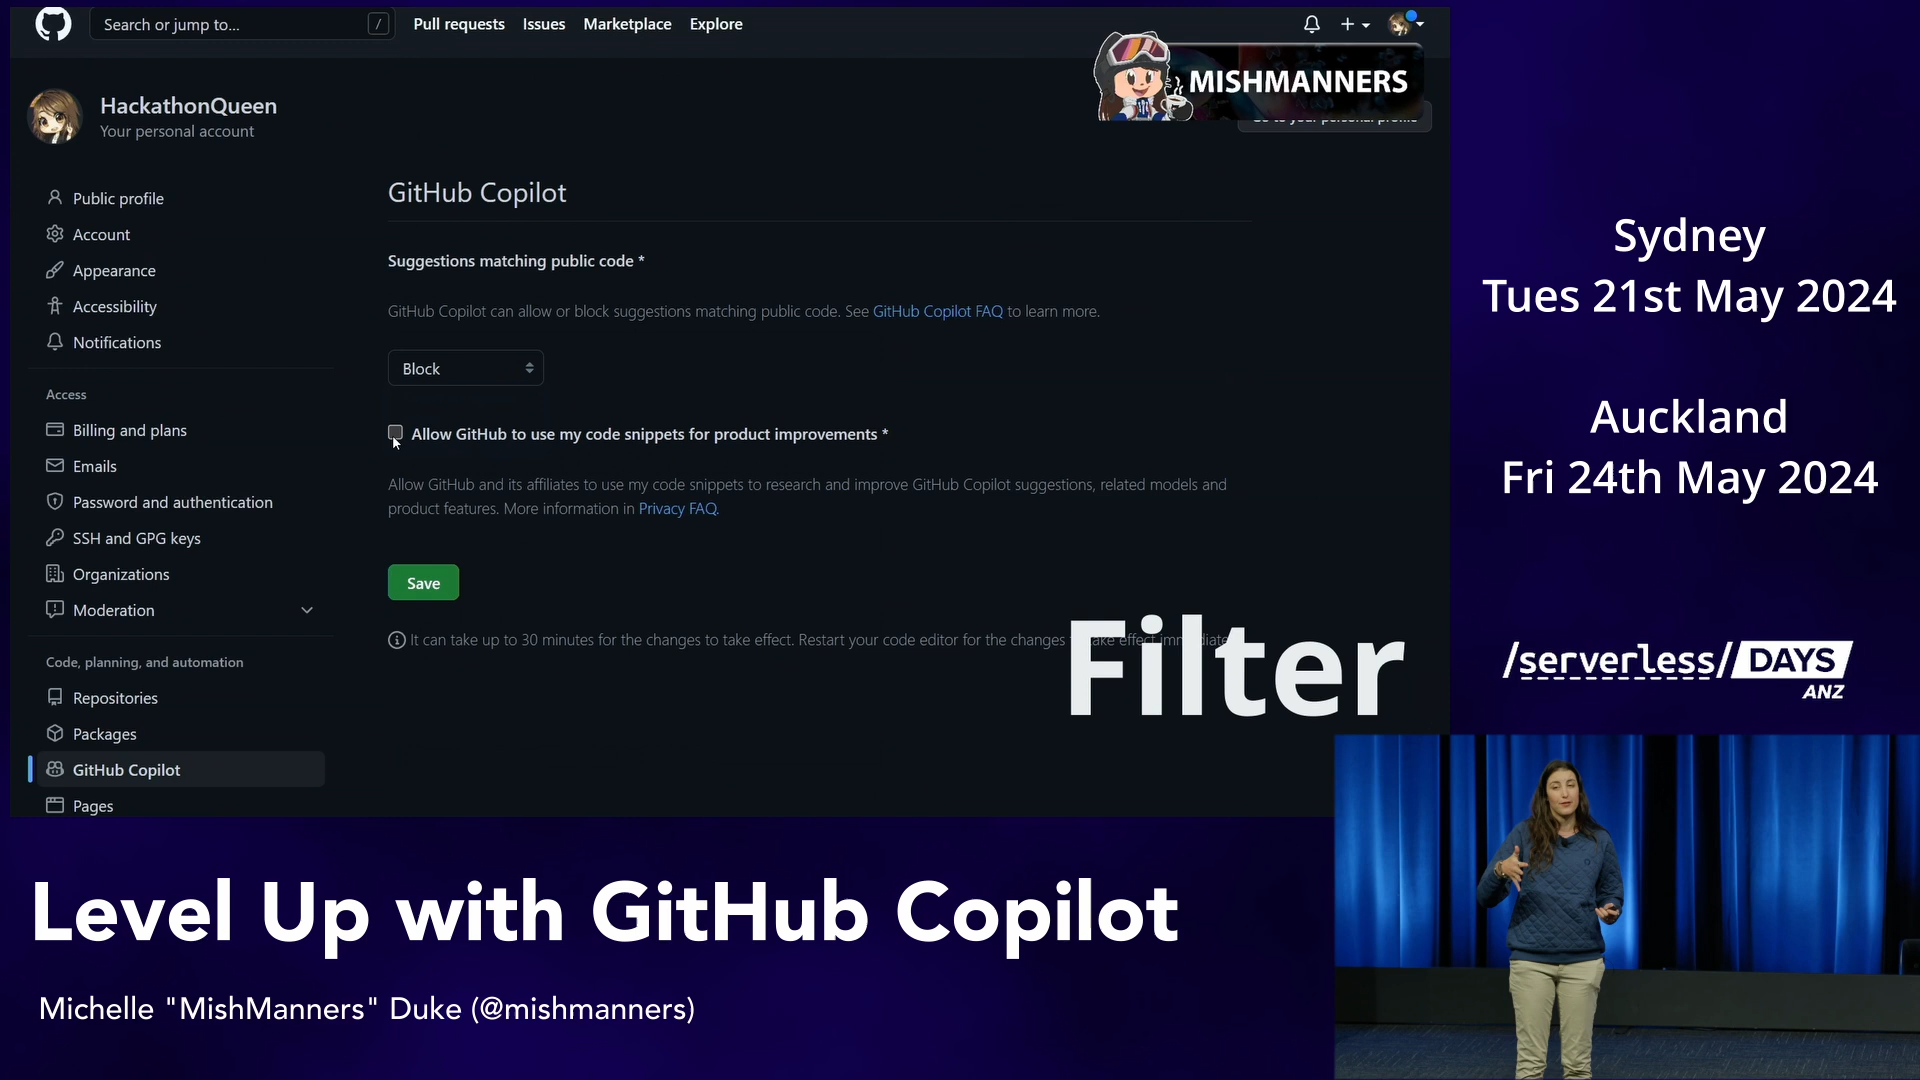 Search or jump to...
/
Pull requests
Issues
Marketplace
Explore
MISHMANNERS
HackathonQueen
Your personal account
Go to your personal profile
Public profile
Account
Appearance
Accessibility
Notifications
Access
Billing and plans
Emails
Password and authentication
SSH and GPG keys
Organizations
Moderation
Code, planning, and automation
Repositories
Packages
GitHub Copilot
Pages
GitHub Copilot
Suggestions matching public code *
GitHub Copilot can allow or block suggestions matching public code. See GitHub Copilot FAQ to learn more.
Block
Allow GitHub to use my code snippets for product improvements *
Allow GitHub and its affiliates to use my code snippets to research and improve GitHub Copilot suggestions, related models and
product features. More information in Privacy FAQ.
Save
It can take up to 30 minutes for the changes to take effect. Restart your code editor for the changes take effect
Filter
Sydney
Tues 21st May 2024
Auckland
Fri 24th May 2024
/serverless/DAYS
ANZ
Level Up with GitHub Copilot
Michelle "MishManners" Duke (@mishmanners)